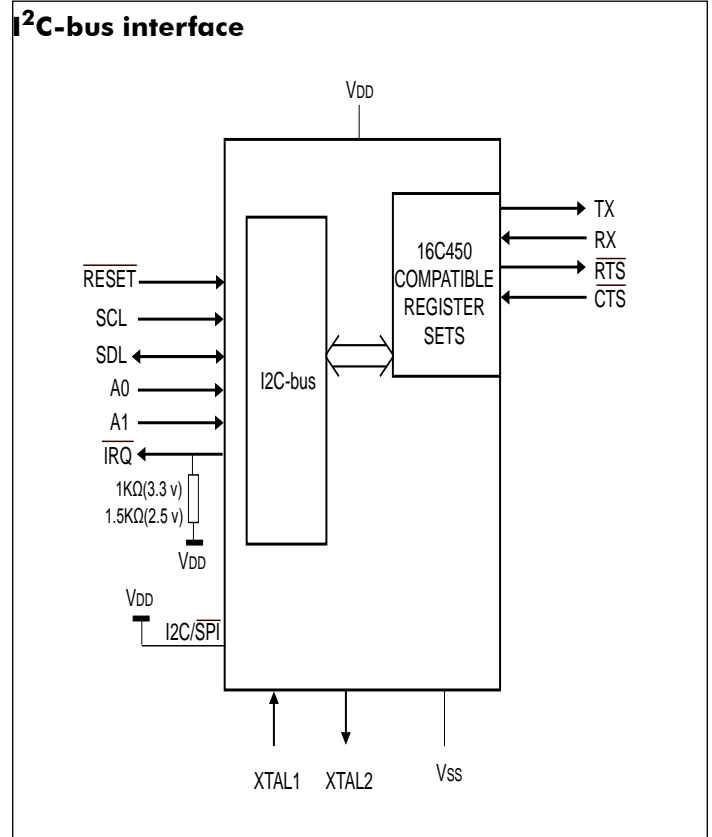 I²C-bus interface
VDD
TX
RX
RTS
CTS
16C450
COMPATIBLE
REGISTER
SETS
RESET
SCL
SDL
A0
A1
IRQ
I2C-bus
1KΩ(3.3 v)
1.5KΩ(2.5 v)
VDD
VDD
I2C/SPI
XTAL1
XTAL2
VSS